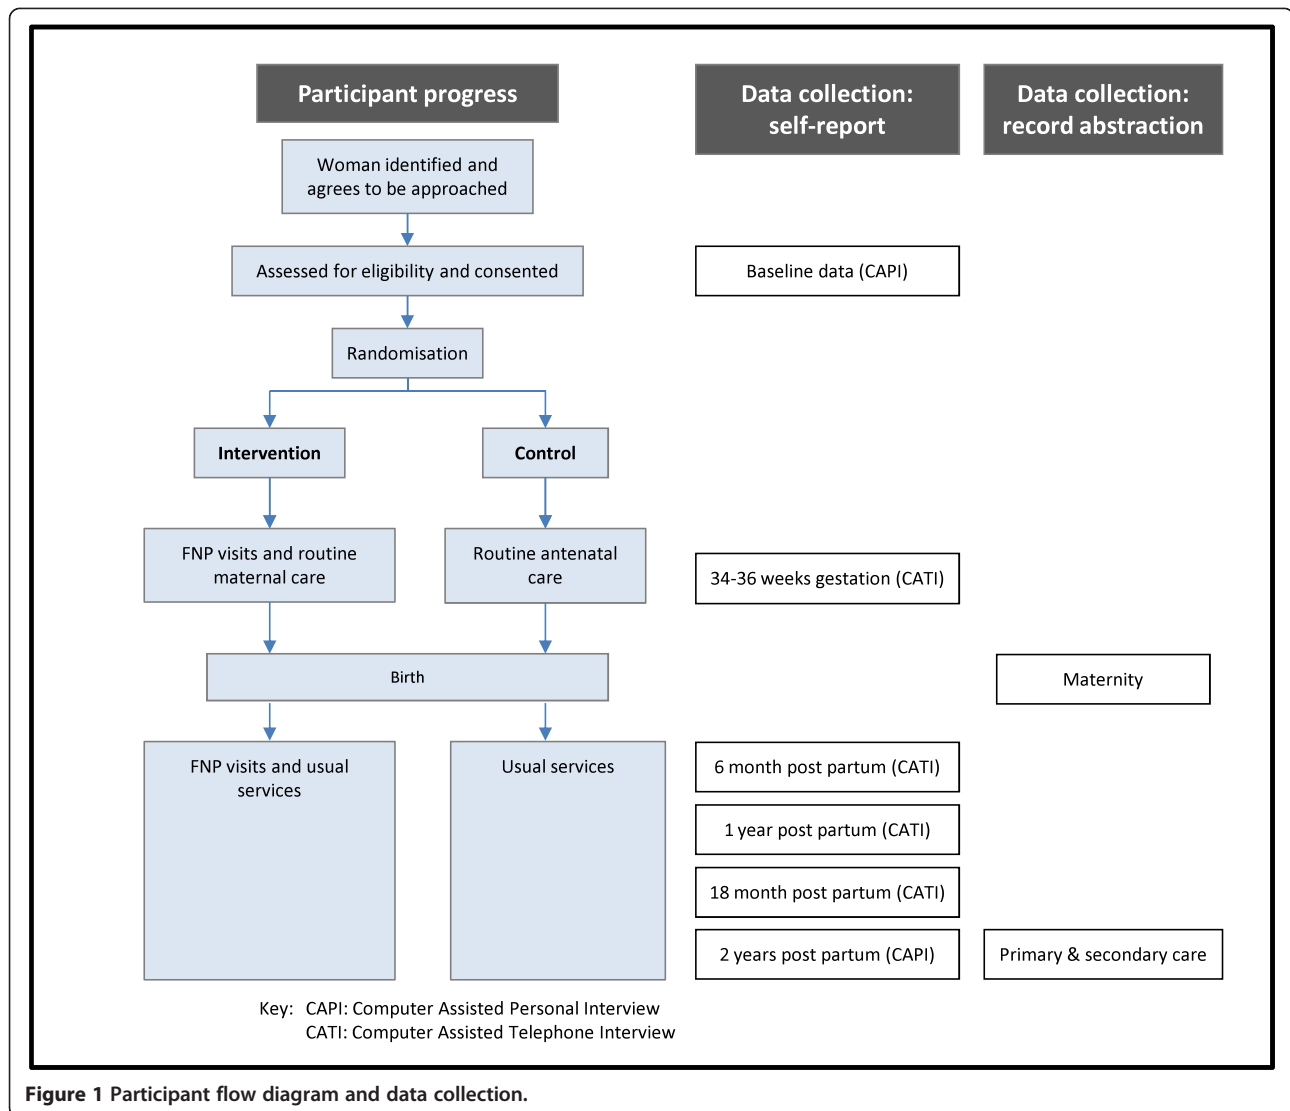 Participant progress
Data collection:
self-report
Data collection:
record abstraction
Woman identified and
agrees to be approached
Assessed for eligibility and consented
Baseline data (CAPI)
Randomisation
Intervention
Control
FNP visits and routine
maternal care
Routine antenatal
care
34-36 weeks gestation (CATI)
Birth
Maternity
FNP visits and usual
services
Usual services
6 month post partum (CATI)
1 year post partum (CATI)
18 month post partum (CATI)
2 years post partum (CAPI)
Primary & secondary care
Key: CAPI: Computer Assisted Personal Interview
CATI: Computer Assisted Telephone Interview
Figure 1 Participant flow diagram and data collection.